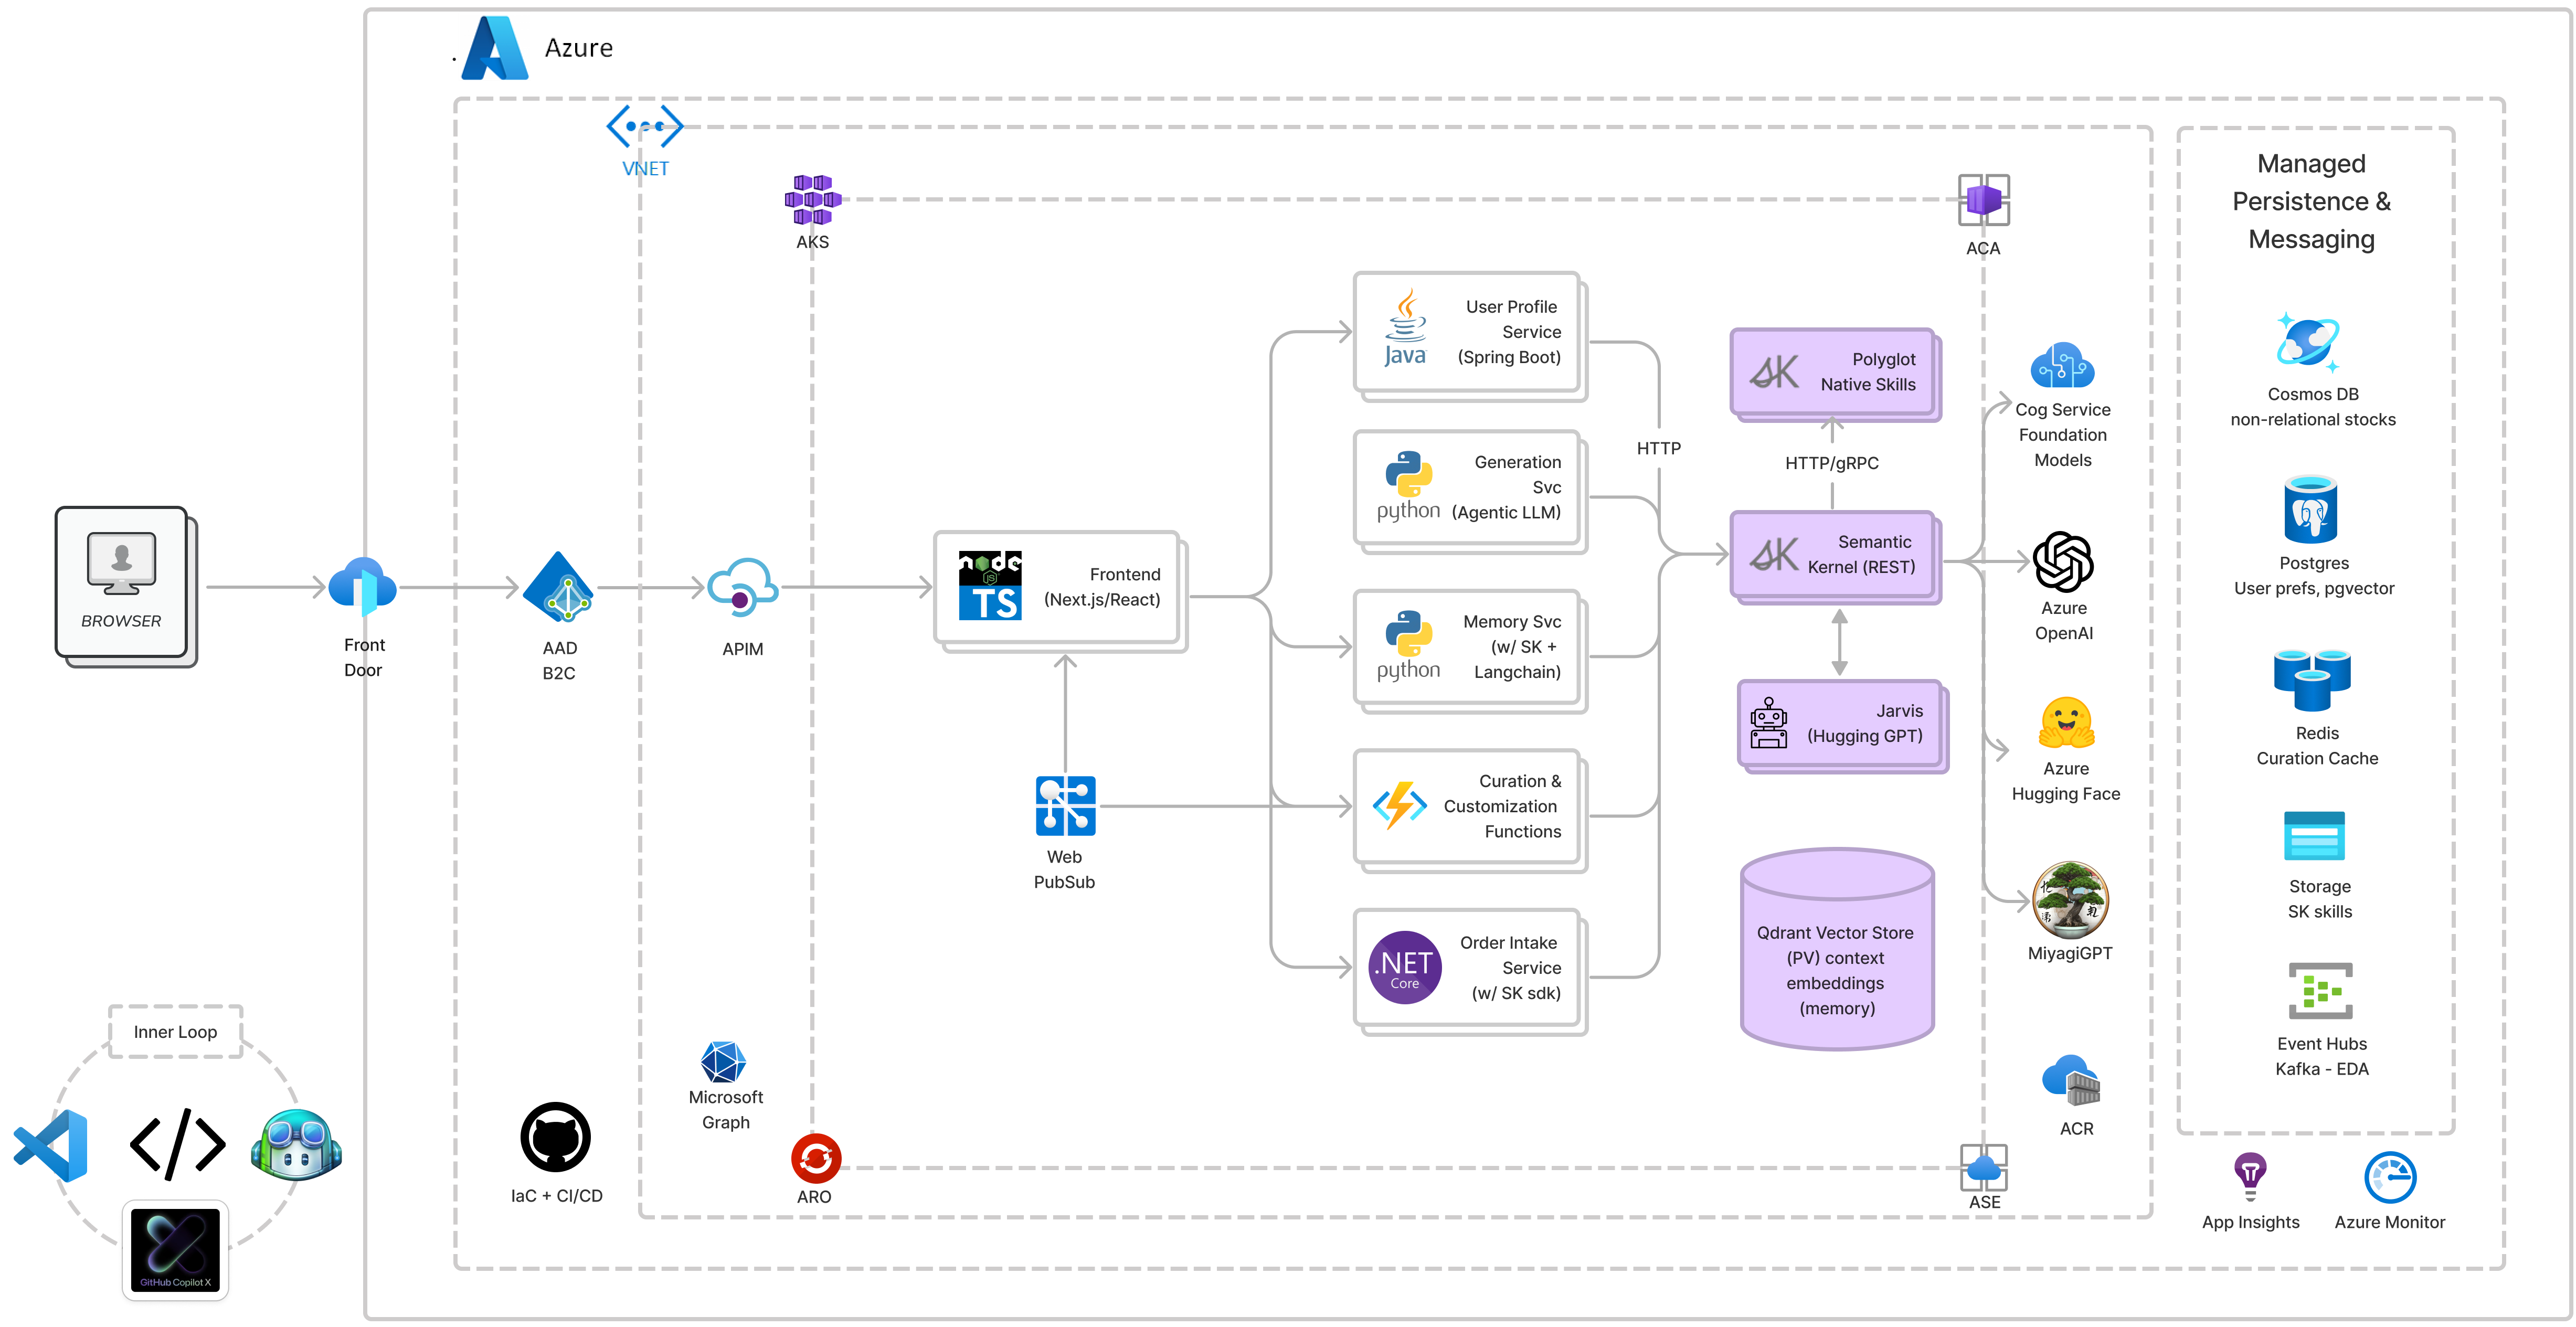 Azure
VNET
AKS
ACA
Managed
Persistence &
Messaging
User Profile
Service
(Spring Boot)
Java
Generation
Svc
(Agentic LLM)
python
Memory Svc
(w/ SK +
Langchain)
python
Curation &
Customization
Functions
Order Intake
Service
(w/ SK sdk)
.NET
Core
HTTP
SK
Polyglot
Native Skills
HTTP/gRPC
SK
Semantic
Kernel (REST)
Jarvis
(Hugging GPT)
Qdrant Vector Store
(PV) context
embeddings
(memory)
Cog Service
Foundation
Models
Azure
OpenAI
Azure
Hugging Face
MiyagiGPT
ACR
ASE
ARO
Cosmos DB
non-relational stocks
Postgres
User prefs, pgvector
Redis
Curation Cache
Storage
SK skills
Event Hubs
Kafka - EDA
App Insights
Azure Monitor
BROWSER
Front
Door
AAD
B2C
APIM
node
JS
TS
Frontend
(Next.js/React)
Web
PubSub
Microsoft
Graph
IaC + CI/CD
Inner Loop
</>
GitHub Copilot X